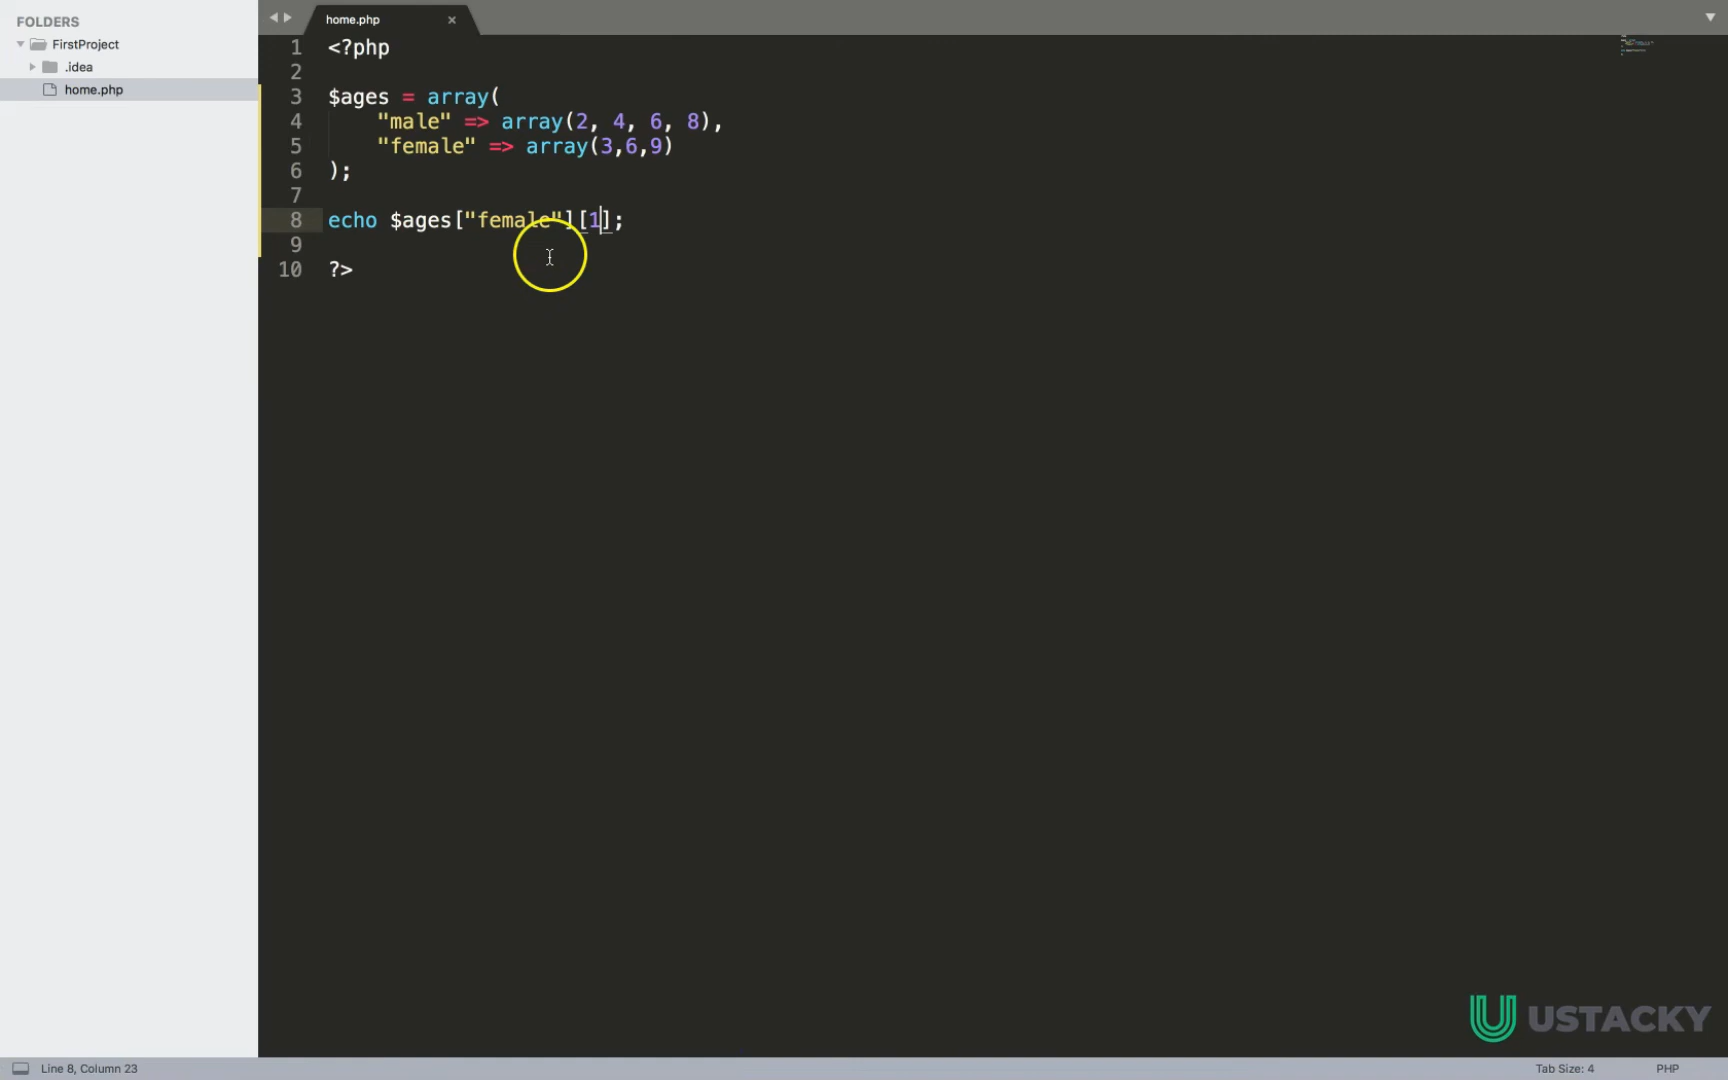 FOLDERS
FirstProject
.idea
home.php
home.php ×
1 <?php
2
3 $ages = array(
4 "male" => array(2, 4, 6, 8),
5 "female" => array(3,6,9)
6 );
7
8 echo $ages["female"][1];
9
10 ?>
USTACKY
Line 8, Column 23
Tab Size: 4
PHP